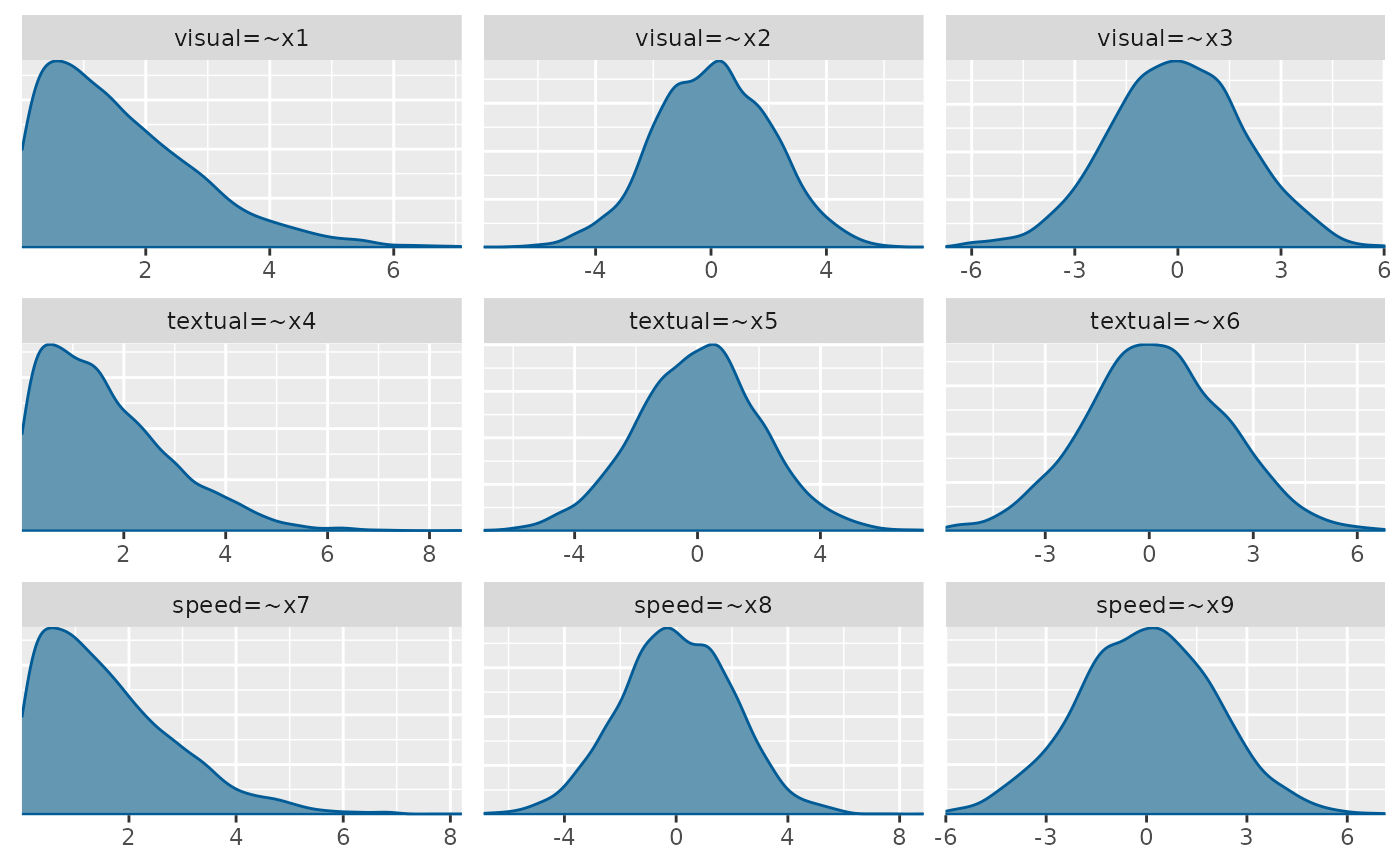 visual=~x1 visual=~x2 visual=~x3
2 4 6 -4 0 4 -6 -3 0 3 6
textual=~x4 textual=~x5 textual=~x6
2 4 6 8 -4 0 4 -3 0 3 6
speed=~x7 speed=~x8 speed=~x9
2 4 6 8 -4 0 4 8 -6 -3 0 3 6